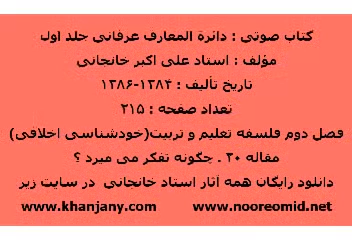 کتاب صوتی : دائرة المعارف عرفانی جلد اول
مؤلف : استاد علی اکبر خانجانی
تاریخ تألیف : ۱۳۸۴-۱۳۸۶
تعداد صفحه : ۲۱۵
فصل دوم فلسفه تعلیم و تربیت(خودشناسی اخلاقی)
مقاله ۳۰ . چگونه تفکر می میرد ؟
دانلود رایگان همه آثار استاد خانجانی در سایت زیر
www.khanjany.com www.nooreomid.net